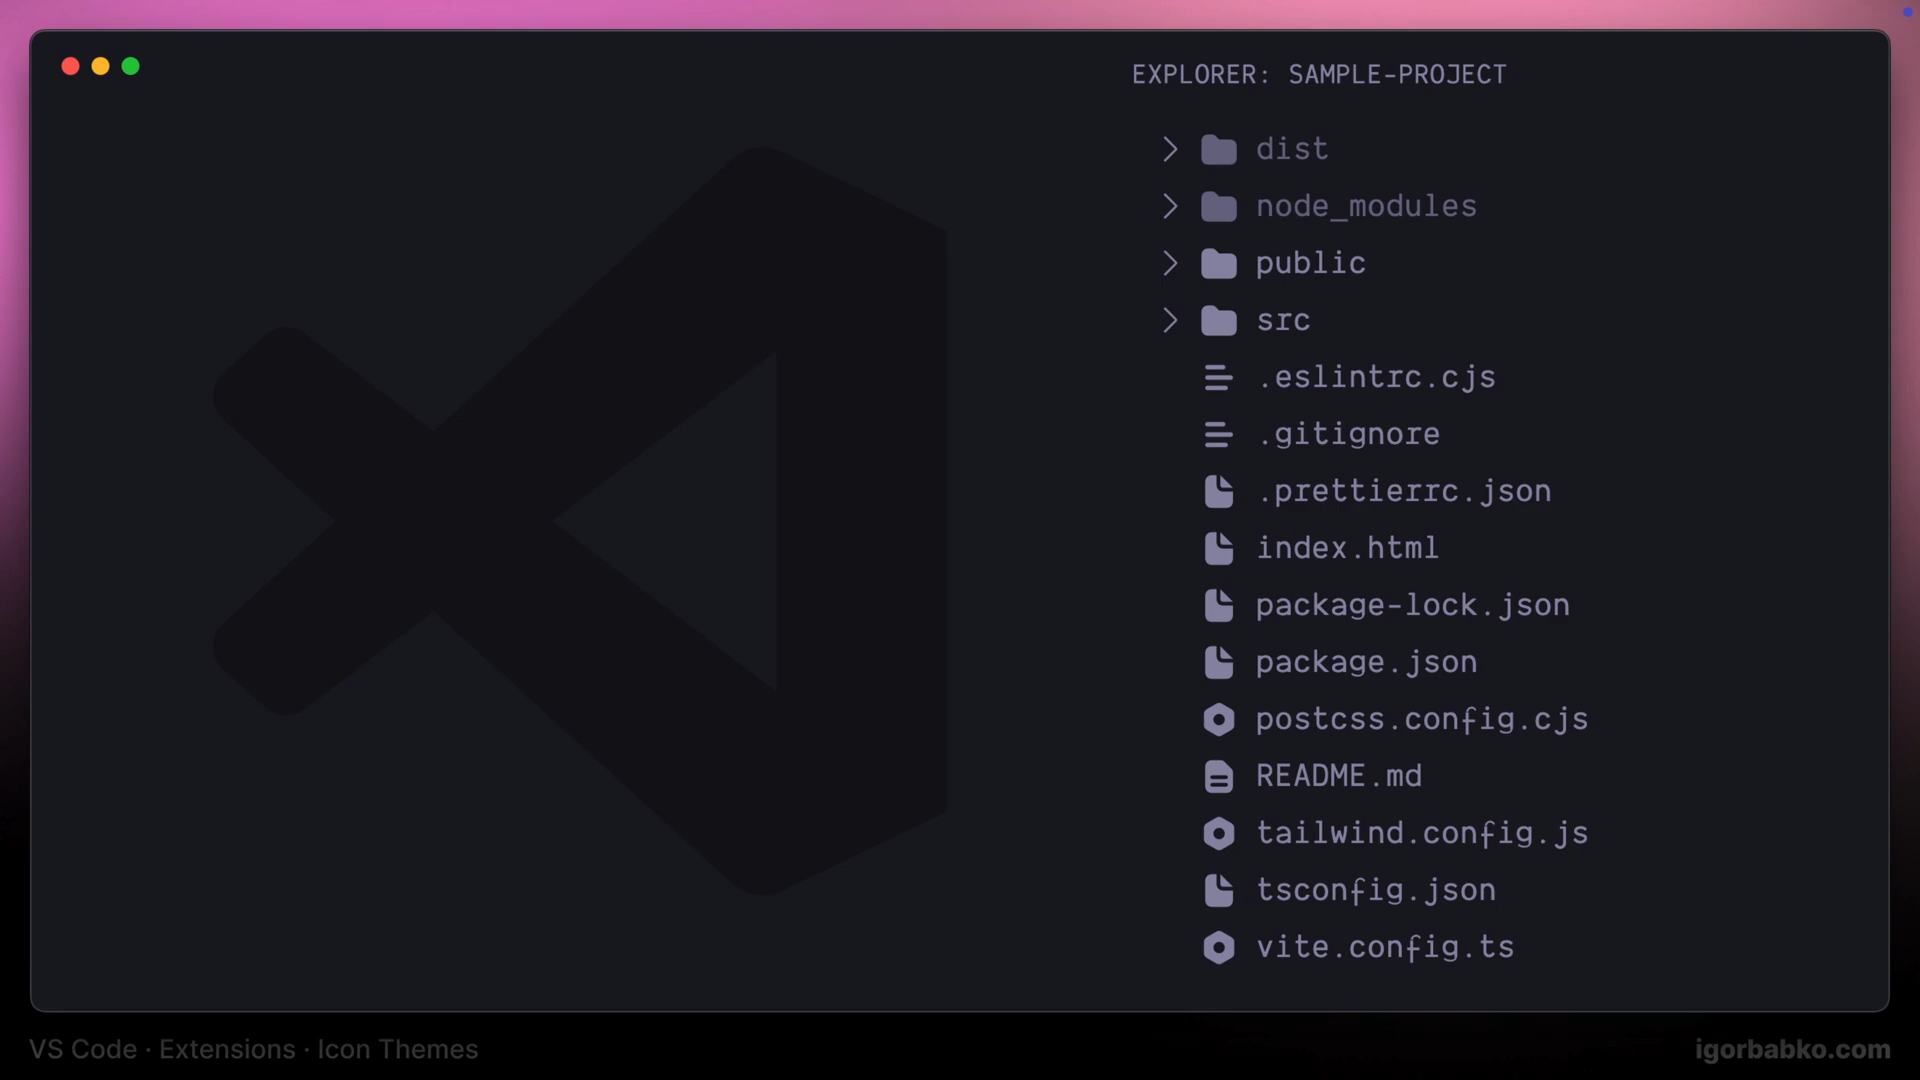 EXPLORER: SAMPLE-PROJECT
dist
node_modules
public
src
.eslintrc.cjs
.gitignore
.prettierrc.json
index.html
package-lock.json
package.json
postcss.config.cjs
README.md
tailwind.config.js
tsconfig.json
vite.config.ts
VS Code · Extensions · Icon Themes
igorbabko.com